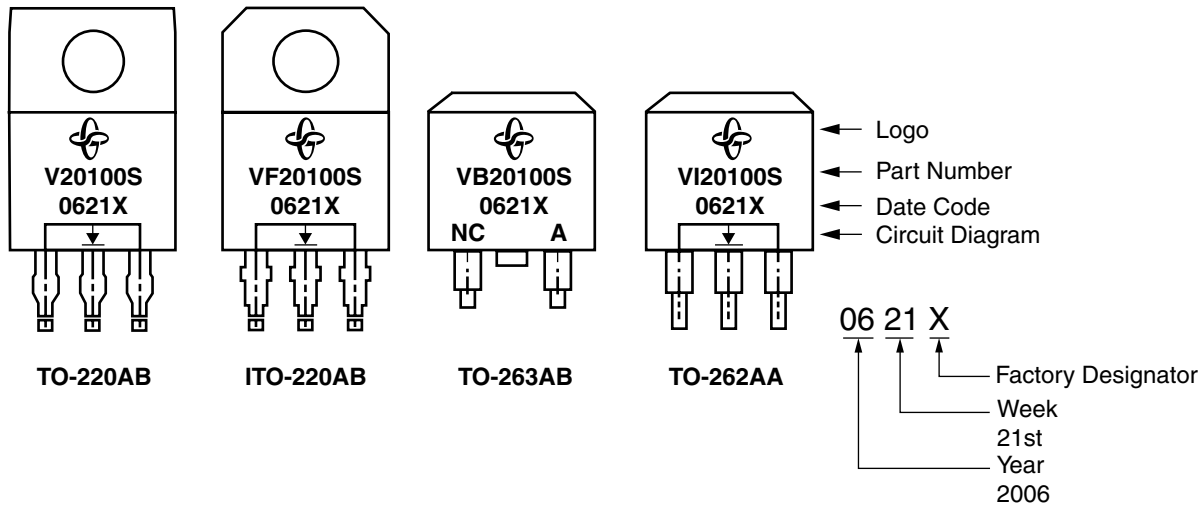 V20100S
0621X
VF20100S
0621X
VB20100S
0621X
NC A
VI20100S
0621X
Logo
Part Number
Date Code
Circuit Diagram
TO-220AB
ITO-220AB
TO-263AB
TO-262AA
06 21 X
Factory Designator
Week
21st
Year
2006